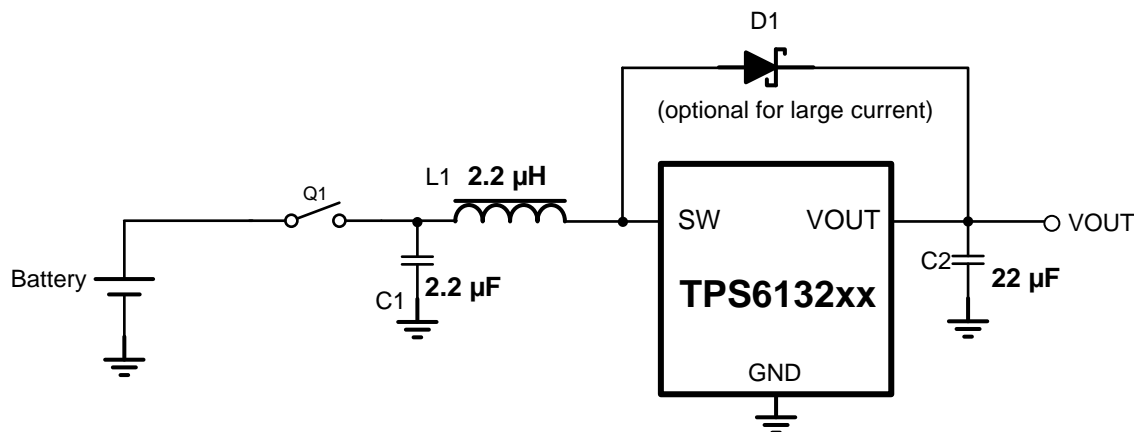 D1
(optional for large current)
L1 2.2 µH
Q1
SW VOUT
VOUT
Battery
C1 2.2 µF
C2 22 µF
TPS6132xx
GND